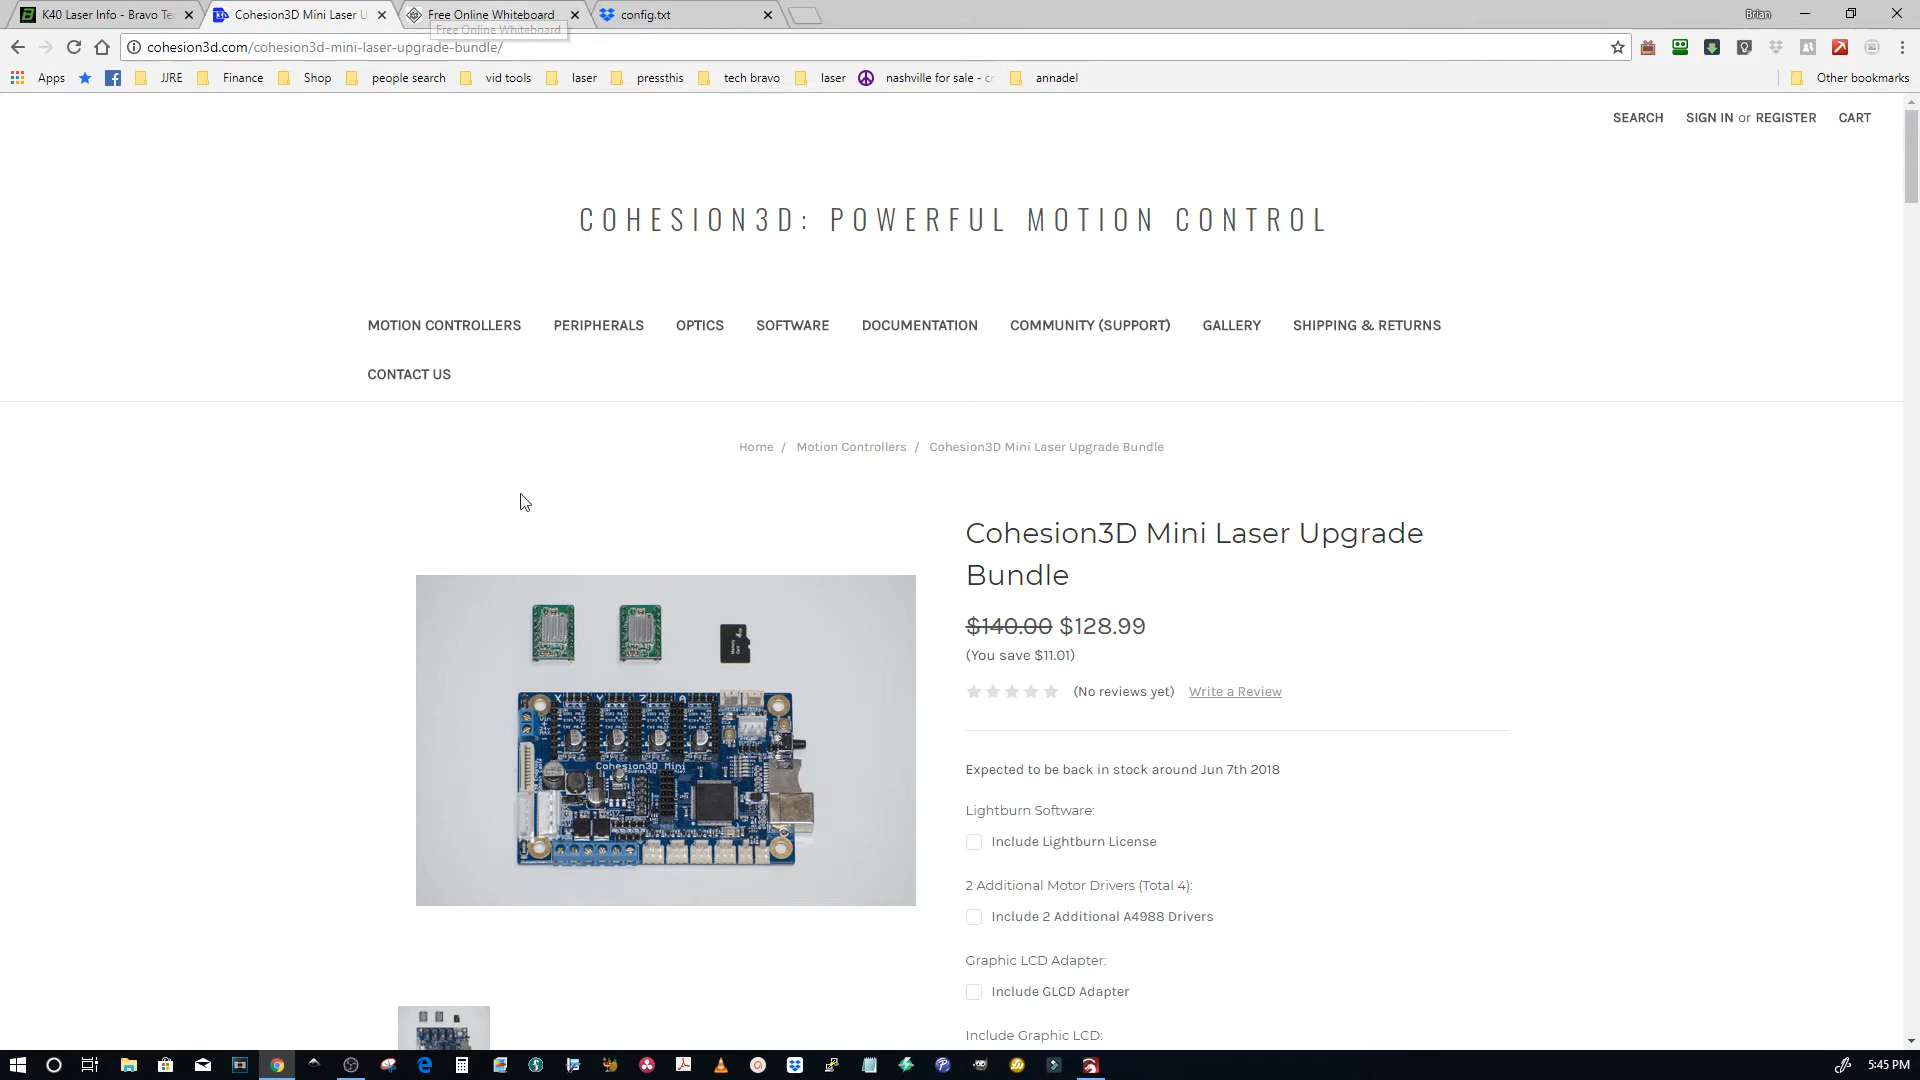 K40 Laser Info - Bravo Te
Cohesion3D Mini Laser U
Free Online Whiteboard
config.txt
Brian
Free Online Whiteboard
cohesion3d.com/cohesion3d-mini-laser-upgrade-bundle/
Apps
JJRE
Finance
Shop
people search
vid tools
laser
pressthis
tech bravo
laser
nashville for sale - c
annadel
Other bookmarks
SEARCH
SIGN IN or REGISTER
CART
COHESION3D: POWERFUL MOTION CONTROL
MOTION CONTROLLERS
PERIPHERALS
OPTICS
SOFTWARE
DOCUMENTATION
COMMUNITY (SUPPORT)
GALLERY
SHIPPING & RETURNS
CONTACT US
Home / Motion Controllers / Cohesion3D Mini Laser Upgrade Bundle
Cohesion3D Mini Laser Upgrade
Bundle
$140.00 $128.99
(You save $11.01)
(No reviews yet) Write a Review
X Y Z A
Cohesion3D Mini
Expected to be back in stock around Jun 7th 2018
Lightburn Software:
Include Lightburn License
2 Additional Motor Drivers (Total 4):
Include 2 Additional A4988 Drivers
Graphic LCD Adapter:
Include GLCD Adapter
Include Graphic LCD:
5:45 PM